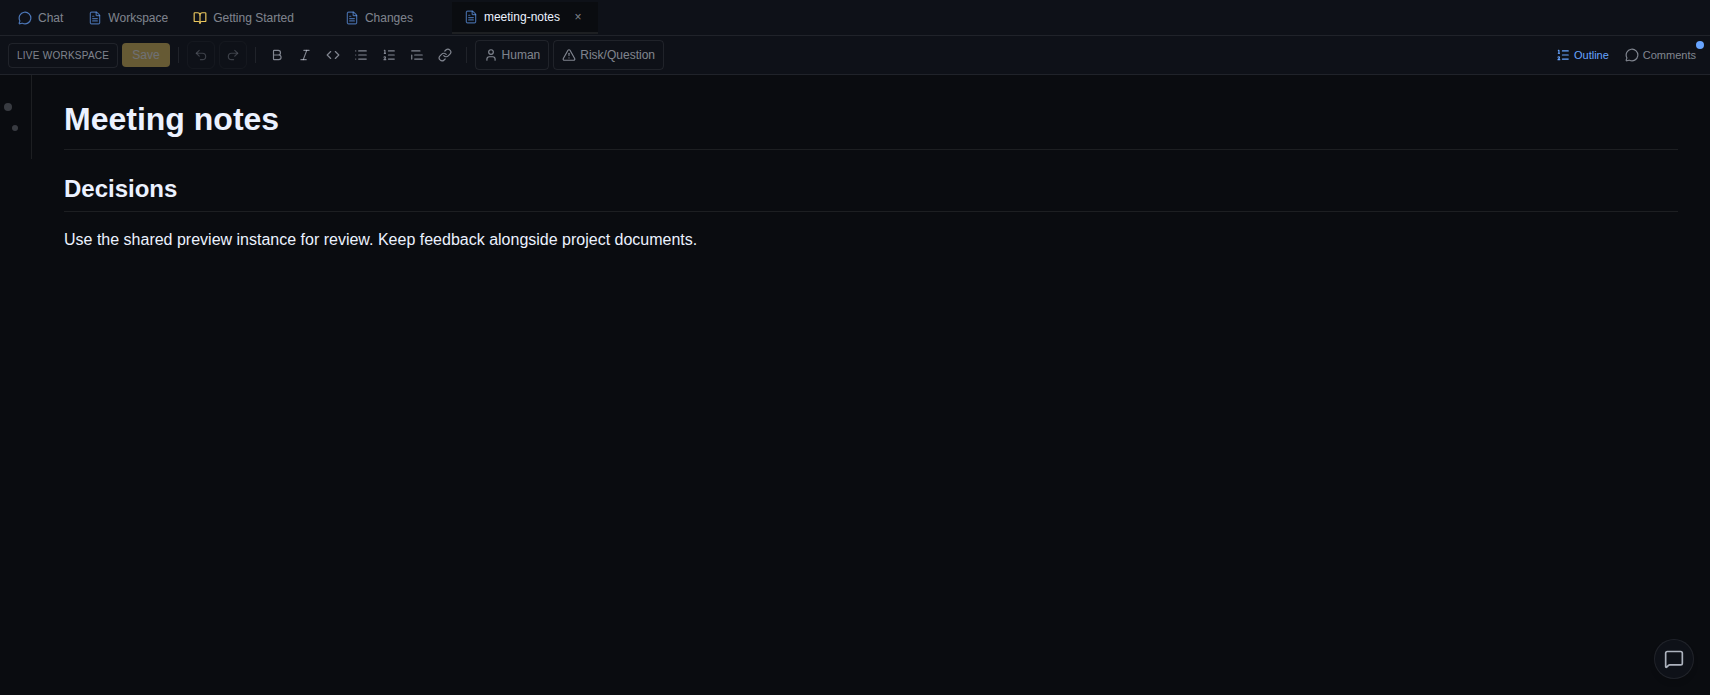 Chat Workspace Getting Started Changes meeting-notes ×
LIVE WORKSPACE Save Human Risk/Question Outline Comments
Meeting notes
Decisions
Use the shared preview instance for review. Keep feedback alongside project documents.